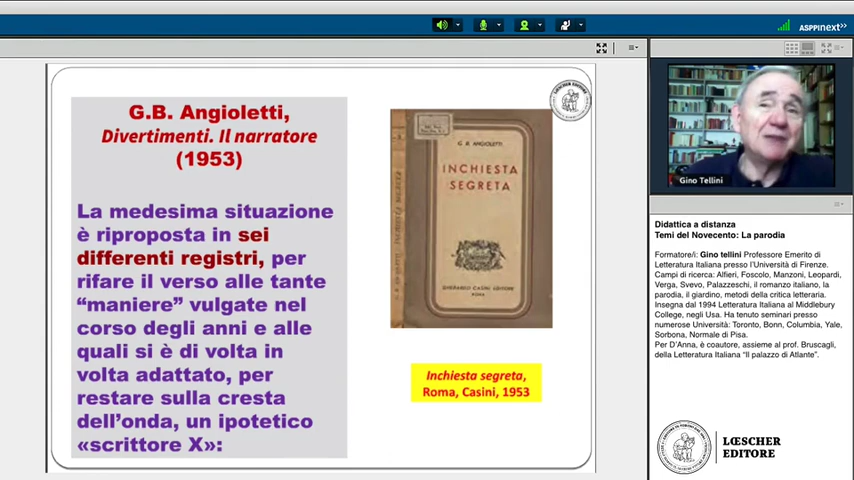 ASPPInext>>
G.B. Angioletti,
Divertimenti. Il narratore
(1953)
La medesima situazione
è riproposta in sei
differenti registri, per
rifare il verso alle tante
“maniere” vulgate nel
corso degli anni e alle
quali si è di volta in
volta adattato, per
restare sulla cresta
dell’onda, un ipotetico
«scrittore X»:
G. B. ANGIOLETTI
INCHIESTA
SEGRETA
GHERARDO CASINI EDITORE
ROMA
Inchiesta segreta,
Roma, Casini, 1953
LOESCHER EDITORE
Gino Tellini
Didattica a distanza
Temi del Novecento: La parodia
Formatore/i: Gino tellini Professore Emerito di
Letteratura Italiana presso l’Università di Firenze.
Campi di ricerca: Alfieri, Foscolo, Manzoni, Leopardi,
Verga, Svevo, Palazzeschi, il romanzo italiano, la
parodia, il giardino, metodi della critica letteraria.
Insegna dal 1994 Letteratura Italiana al Middlebury
College, negli Usa. Ha tenuto seminari presso
numerose Università: Toronto, Bonn, Columbia, Yale,
Sorbona, Normale di Pisa.
Per D’Anna, è coautore, assieme al prof. Bruscagli,
della Letteratura Italiana “Il palazzo di Atlante”.
LŒSCHER
EDITORE